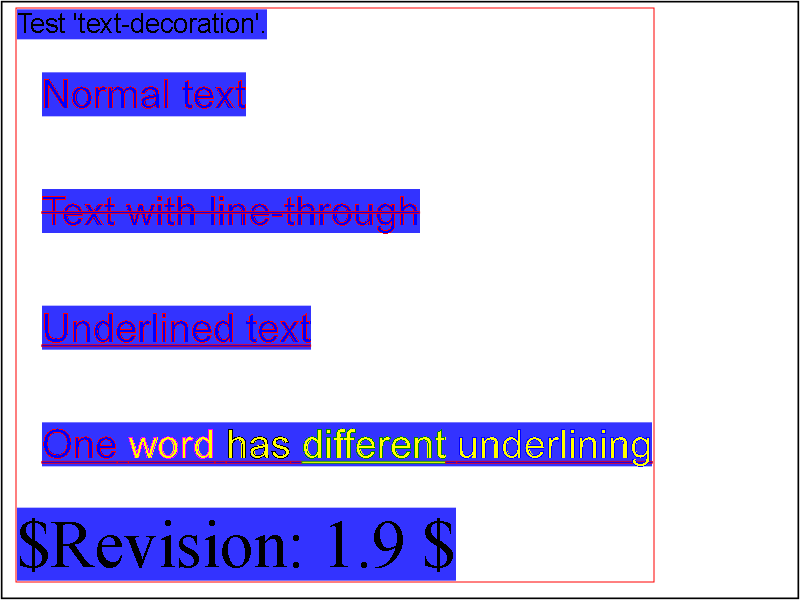 Test 'text-decoration'.
Normal text
Text with line-through
Underlined text
One word has different underlining
$Revision: 1.9 $